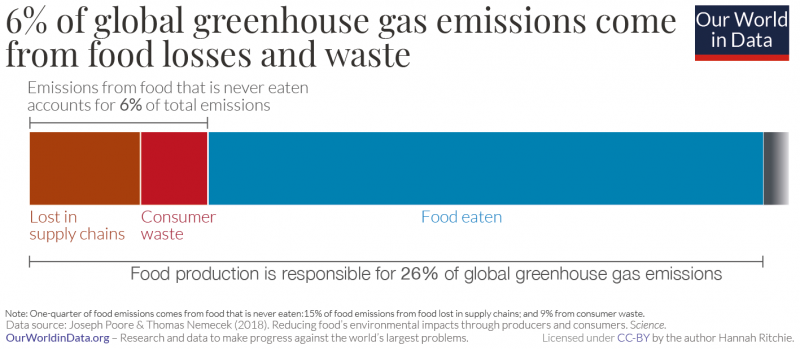 6% of global greenhouse gas emissions come
from food losses and waste
Our World
in Data
Emissions from food that is never eaten
accounts for 6% of total emissions
Lost in
supply chains
Consumer
waste
Food eaten
Food production is responsible for 26% of global greenhouse gas emissions
Note: One-quarter of food emissions comes from food that is never eaten:15% of food emissions from food lost in supply chains; and 9% from consumer waste.
Data source: Joseph Poore & Thomas Nemecek (2018). Reducing food's environmental impacts through producers and consumers. Science.
OurWorldinData.org – Research and data to make progress against the world's largest problems.
Licensed under CC-BY by the author Hannah Ritchie.